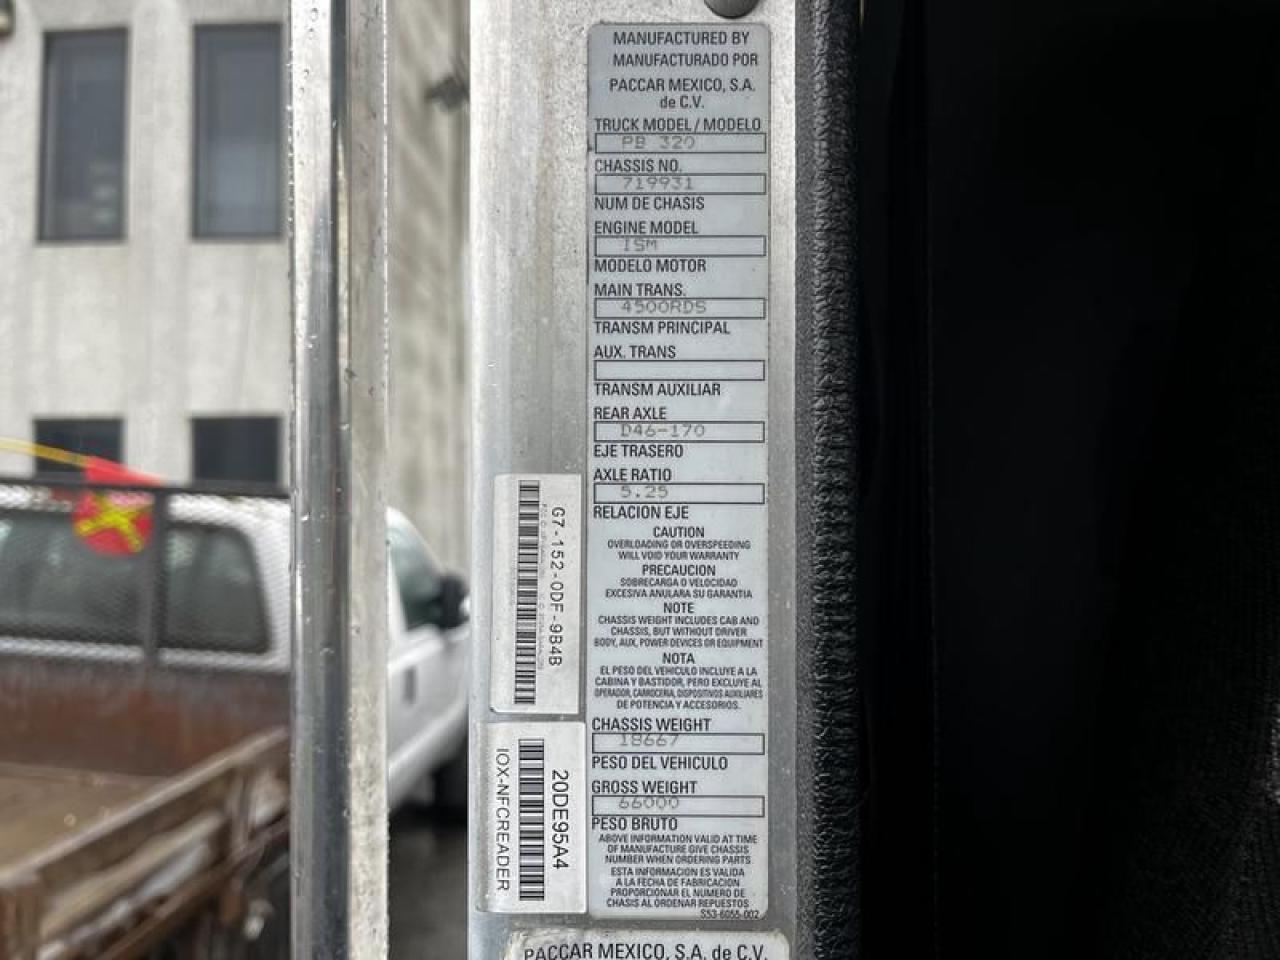 MANUFACTURED BY
MANUFACTURADO POR
PACCAR MEXICO, S.A.
de C.V.
TRUCK MODEL / MODELO
PB 320
CHASSIS NO.
719931
NUM DE CHASIS
ENGINE MODEL
ISM
MODELO MOTOR
MAIN TRANS.
4500RDS
TRANSM PRINCIPAL
AUX. TRANS
TRANSM AUXILIAR
REAR AXLE
D46-170
EJE TRASERO
AXLE RATIO
5.25
RELACION EJE
CAUTION
OVERLOADING OR OVERSPEEDING
WILL VOID YOUR WARRANTY
PRECAUCION
SOBRECARGA O VELOCIDAD
EXCESIVA ANULARA SU GARANTIA
NOTE
CHASSIS WEIGHT INCLUDES CAB AND
CHASSIS, BUT WITHOUT DRIVER
BODY, AUX, POWER DEVICES OR EQUIPMENT
NOTA
EL PESO DEL VEHICULO INCLUYE A LA
CABINA Y BASTIDOR, PERO EXCLUYE AL
OPERADOR, CARROCERIA, DISPOSITIVOS AUXILIARES
DE POTENCIA Y ACCESORIOS.
CHASSIS WEIGHT
18667
PESO DEL VEHICULO
GROSS WEIGHT
66000
PESO BRUTO
ABOVE INFORMATION VALID AT TIME
OF MANUFACTURE GIVE CHASSIS
NUMBER WHEN ORDERING PARTS
ESTA INFORMACION ES VALIDA
A LA FECHA DE FABRICACION
PROPORCIONAR EL NUMERO DE
CHASIS AL ORDENAR REPUESTOS
S53-6055-002
G7-152-0DF-9B4B
20DE95A4
IOX-NFCREADER
PACCAR MEXICO, S.A. de C.V.